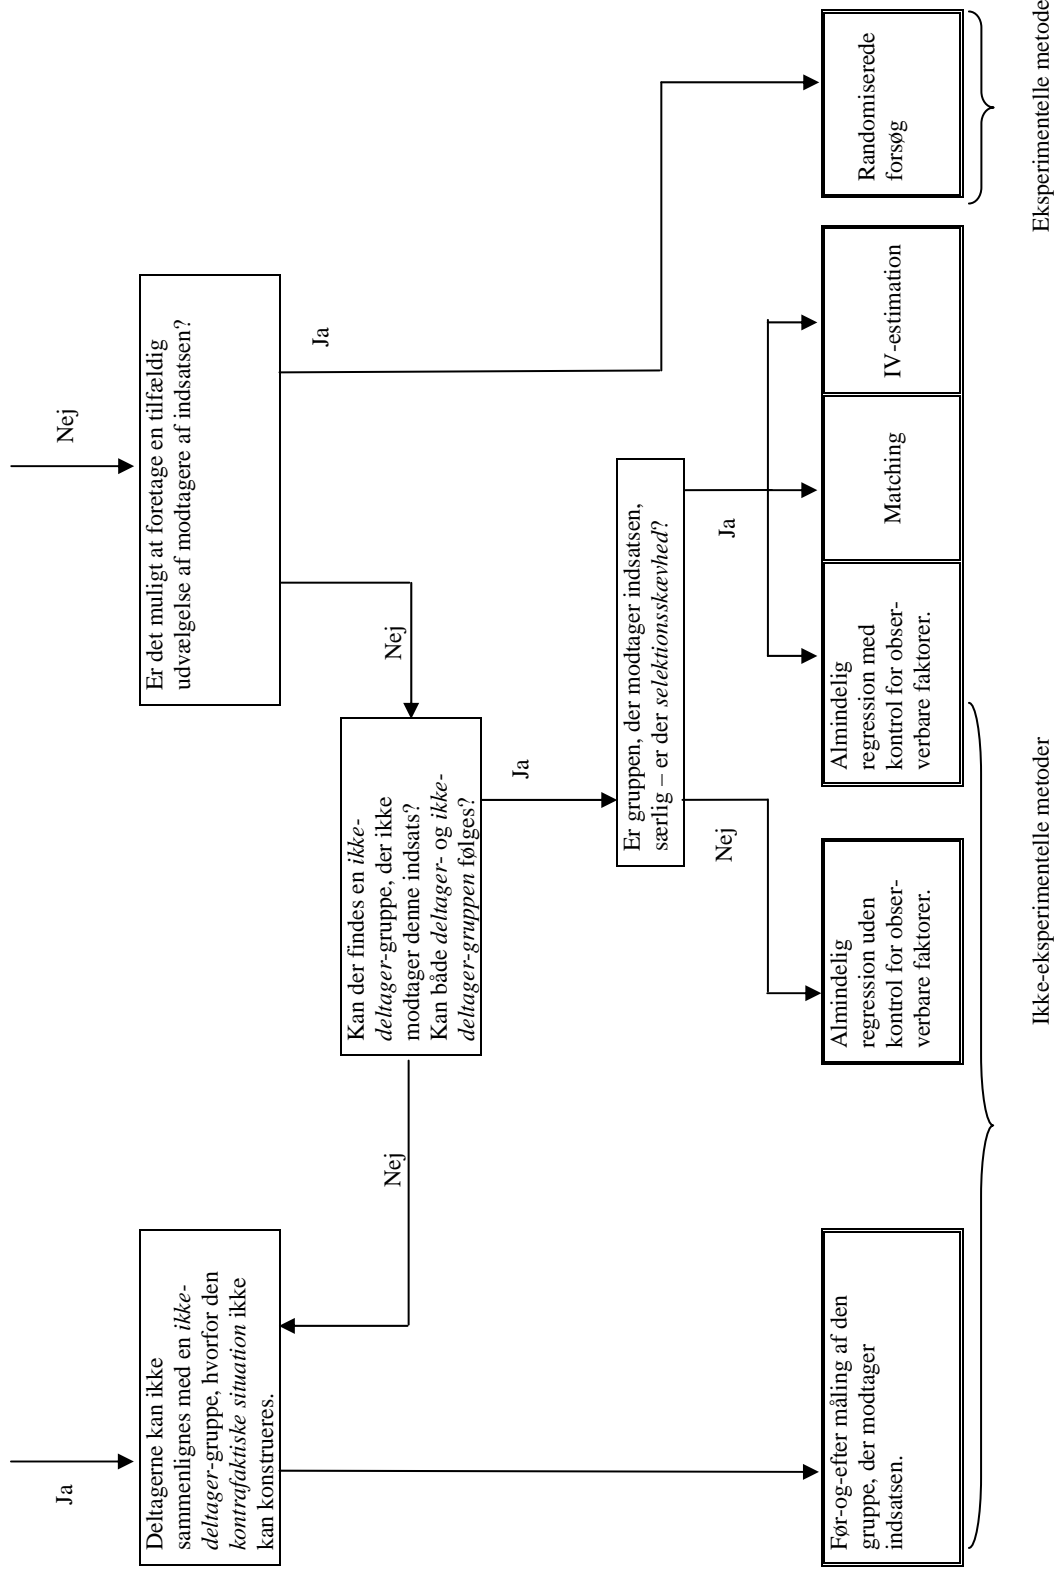 Ja
Nej
Deltagerne kan ikke
sammenlignes med en ikke-
deltager-gruppe, hvorfor den
kontrafaktiske situation ikke
kan konstrueres.
Er det muligt at foretage en tilfældig
udvælgelse af modtagere af indsatsen?
Nej
Ja
Kan der findes en ikke-
deltager-gruppe, der ikke
modtager denne indsats?
Kan både deltager- og ikke-
deltager-gruppen følges?
Nej
Ja
Er gruppen, der modtager indsatsen,
særlig – er der selektionsskævhed?
Nej
Ja
Før-og-efter måling af den
gruppe, der modtager
indsatsen.
Almindelig
regression uden
kontrol for obser-
verbare faktorer.
Almindelig
regression med
kontrol for obser-
verbare faktorer.
Matching
IV-estimation
Randomiserede
forsøg
Ikke-eksperimentelle metoder
Eksperimentelle metode